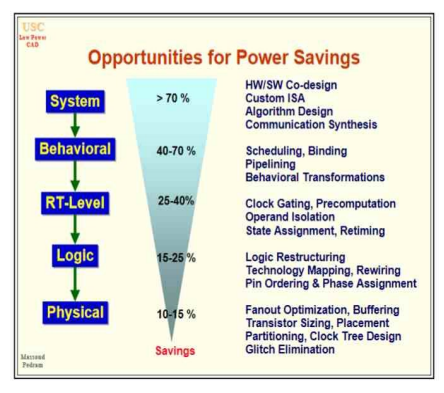 USC
Low Power
CAD
Opportunities for Power Savings
System
> 70 %
HW/SW Co-design
Custom ISA
Algorithm Design
Communication Synthesis
Behavioral
40-70 %
Scheduling, Binding
Pipelining
Behavioral Transformations
RT-Level
25-40%
Clock Gating, Precomputation
Operand Isolation
State Assignment, Retiming
Logic
15-25 %
Logic Restructuring
Technology Mapping, Rewiring
Pin Ordering & Phase Assignment
Physical
10-15 %
Fanout Optimization, Buffering
Transistor Sizing, Placement
Partitioning, Clock Tree Design
Glitch Elimination
Savings
Massoud
Pedram